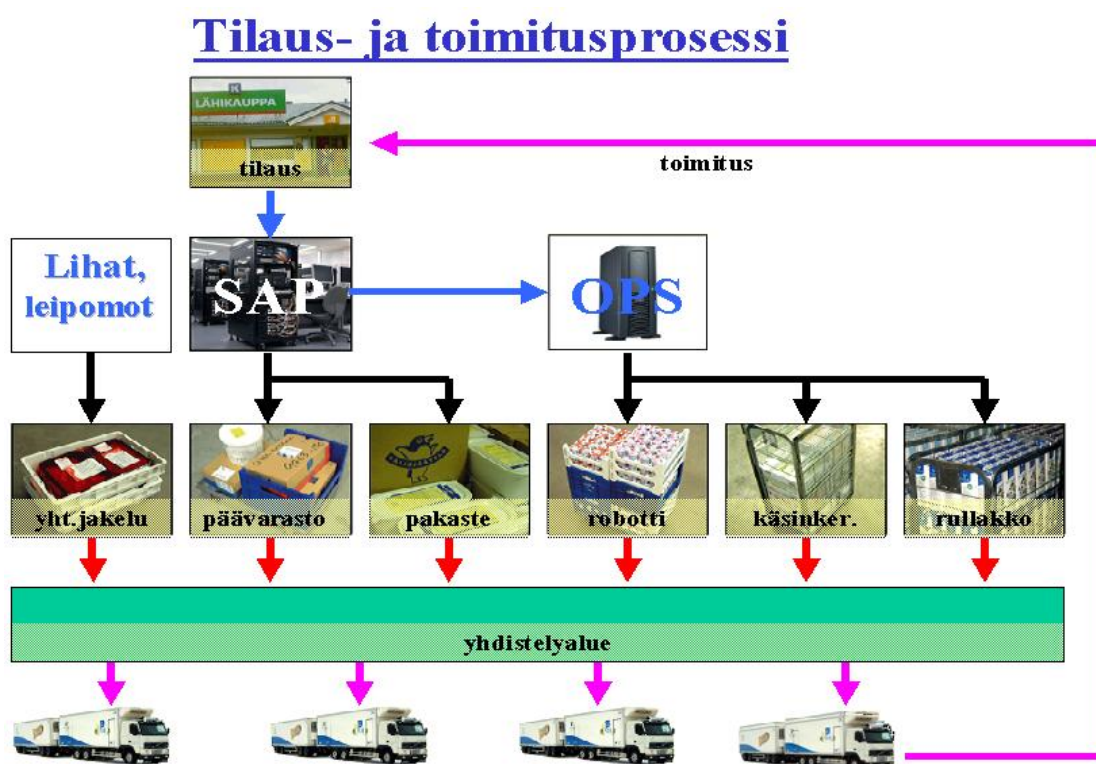 Tilaus- ja toimitusprosessi
K
LÄHIKAUPPA
tilaus
toimitus
Lihat,
leipomot
SAP
OPS
yht.jakelu
päävarasto
pakaste
robotti
käsinker.
rullakko
yhdistelyalue